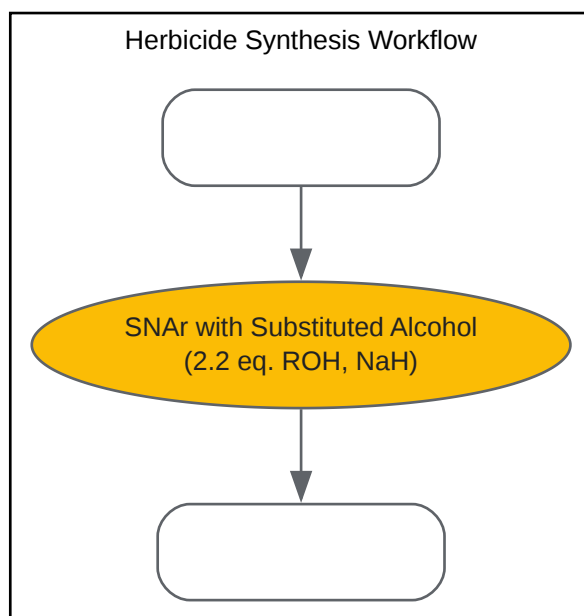 Herbicide Synthesis Workflow
SNAr with Substituted Alcohol
(2.2 eq. ROH, NaH)